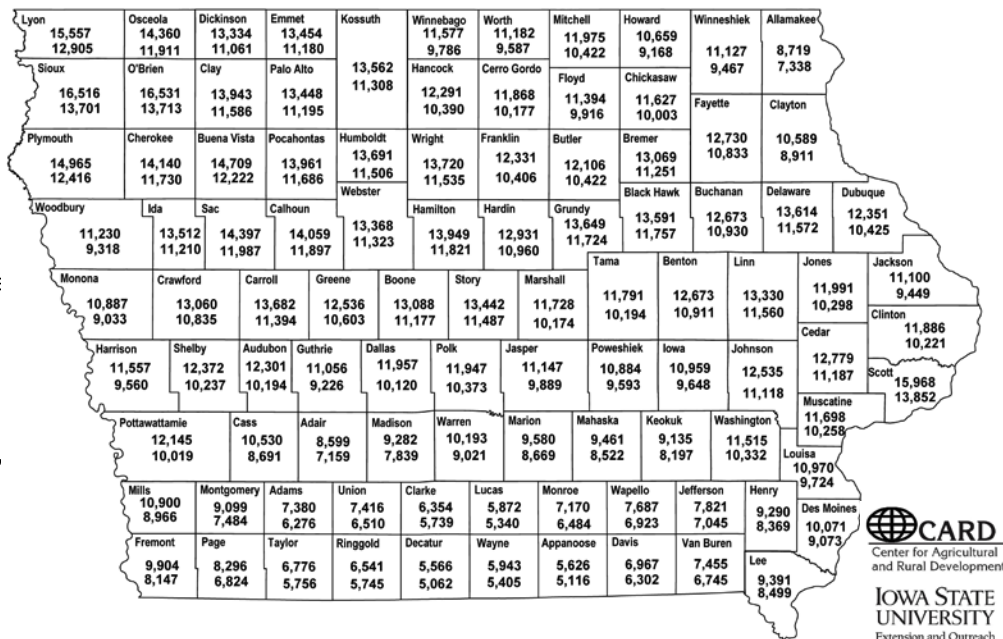 Lyon
15,557
12,905
Osceola
14,360
11,911
Dickinson
13,334
11,061
Emmet
13,454
11,180
Kossuth
13,562
11,308
Winnebago
11,577
9,786
Worth
11,182
9,587
Mitchell
11,975
10,422
Howard
10,659
9,168
Winneshiek
11,127
9,467
Allamakee
8,719
7,338
Sioux
16,516
13,701
O'Brien
16,531
13,713
Clay
13,943
11,586
Palo Alto
13,448
11,195
Hancock
12,291
10,390
Cerro Gordo
11,868
10,177
Floyd
11,394
9,916
Chickasaw
11,627
10,003
Fayette
12,730
10,833
Clayton
10,589
8,911
Plymouth
14,965
12,416
Cherokee
14,140
11,730
Buena Vista
14,709
12,222
Pocahontas
13,961
11,686
Humboldt
13,691
11,506
Wright
13,720
11,535
Franklin
12,331
10,406
Butler
12,106
10,422
Bremer
13,069
11,251
Woodbury
11,230
9,318
Ida
13,512
11,210
Sac
14,397
11,987
Calhoun
14,059
11,897
Webster
13,368
11,323
Hamilton
13,949
11,821
Hardin
12,931
10,960
Grundy
13,649
11,724
Black Hawk
13,591
11,757
Buchanan
12,673
10,930
Delaware
13,614
11,572
Dubuque
12,351
10,425
Monona
10,887
9,033
Crawford
13,060
10,835
Carroll
13,682
11,394
Greene
12,536
10,603
Boone
13,088
11,177
Story
13,442
11,487
Marshall
11,728
10,174
Tama
11,791
10,194
Benton
12,673
10,911
Linn
13,330
11,560
Jones
11,991
10,298
Jackson
11,100
9,449
Clinton
11,886
10,221
Cedar
12,779
11,187
Scott
15,968
13,852
Harrison
11,557
9,560
Shelby
12,372
10,237
Audubon
12,301
10,194
Guthrie
11,056
9,226
Dallas
11,957
10,120
Polk
11,947
10,373
Jasper
11,147
9,889
Poweshiek
10,884
9,593
Iowa
10,959
9,648
Johnson
12,535
11,118
Muscatine
11,698
10,258
Pottawattamie
12,145
10,019
Cass
10,530
8,691
Adair
8,599
7,159
Madison
9,282
7,839
Warren
10,193
9,021
Marion
9,580
8,669
Mahaska
9,461
8,522
Keokuk
9,135
8,197
Washington
11,515
10,332
Louisa
10,970
9,724
Mills
10,900
8,966
Montgomery
9,099
7,484
Adams
7,380
6,276
Union
7,416
6,510
Clarke
6,354
5,739
Lucas
5,872
5,340
Monroe
7,170
6,484
Wapello
7,687
6,923
Jefferson
7,821
7,045
Henry
9,290
8,369
Des Moines
10,071
9,073
Fremont
9,904
8,147
Page
8,296
6,824
Taylor
6,776
5,756
Ringgold
6,541
5,745
Decatur
5,566
5,062
Wayne
5,943
5,405
Appanoose
5,626
5,116
Davis
6,967
6,302
Van Buren
7,455
6,745
Lee
9,391
8,499
CARD
Center for Agricultural
and Rural Development
IOWA STATE
UNIVERSITY
Extension and Outreach